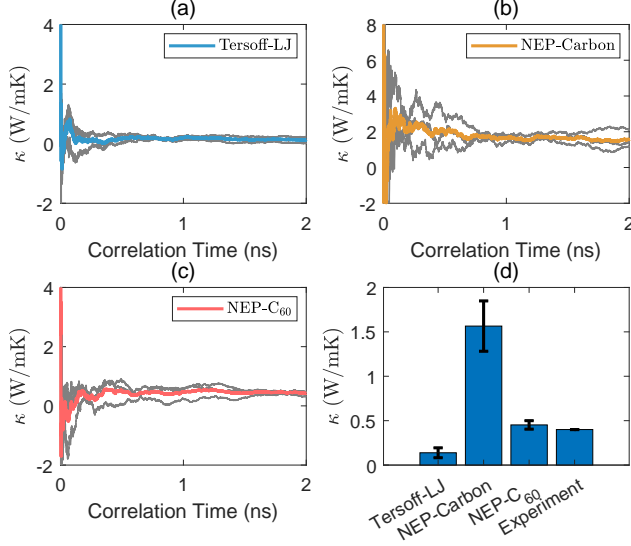 (a)
4
2
0
-2
κ (W/mK)
Tersoff-LJ
0
1
2
Correlation Time (ns)
(b)
8
6
4
2
0
-2
κ (W/mK)
NEP-Carbon
0
1
2
Correlation Time (ns)
(c)
4
2
0
-2
κ (W/mK)
NEP-C₆₀
0
1
2
Correlation Time (ns)
(d)
2
1.5
1
0.5
0
κ (W/mK)
Tersoff-LJ
NEP-Carbon
NEP-C₆₀
Experiment